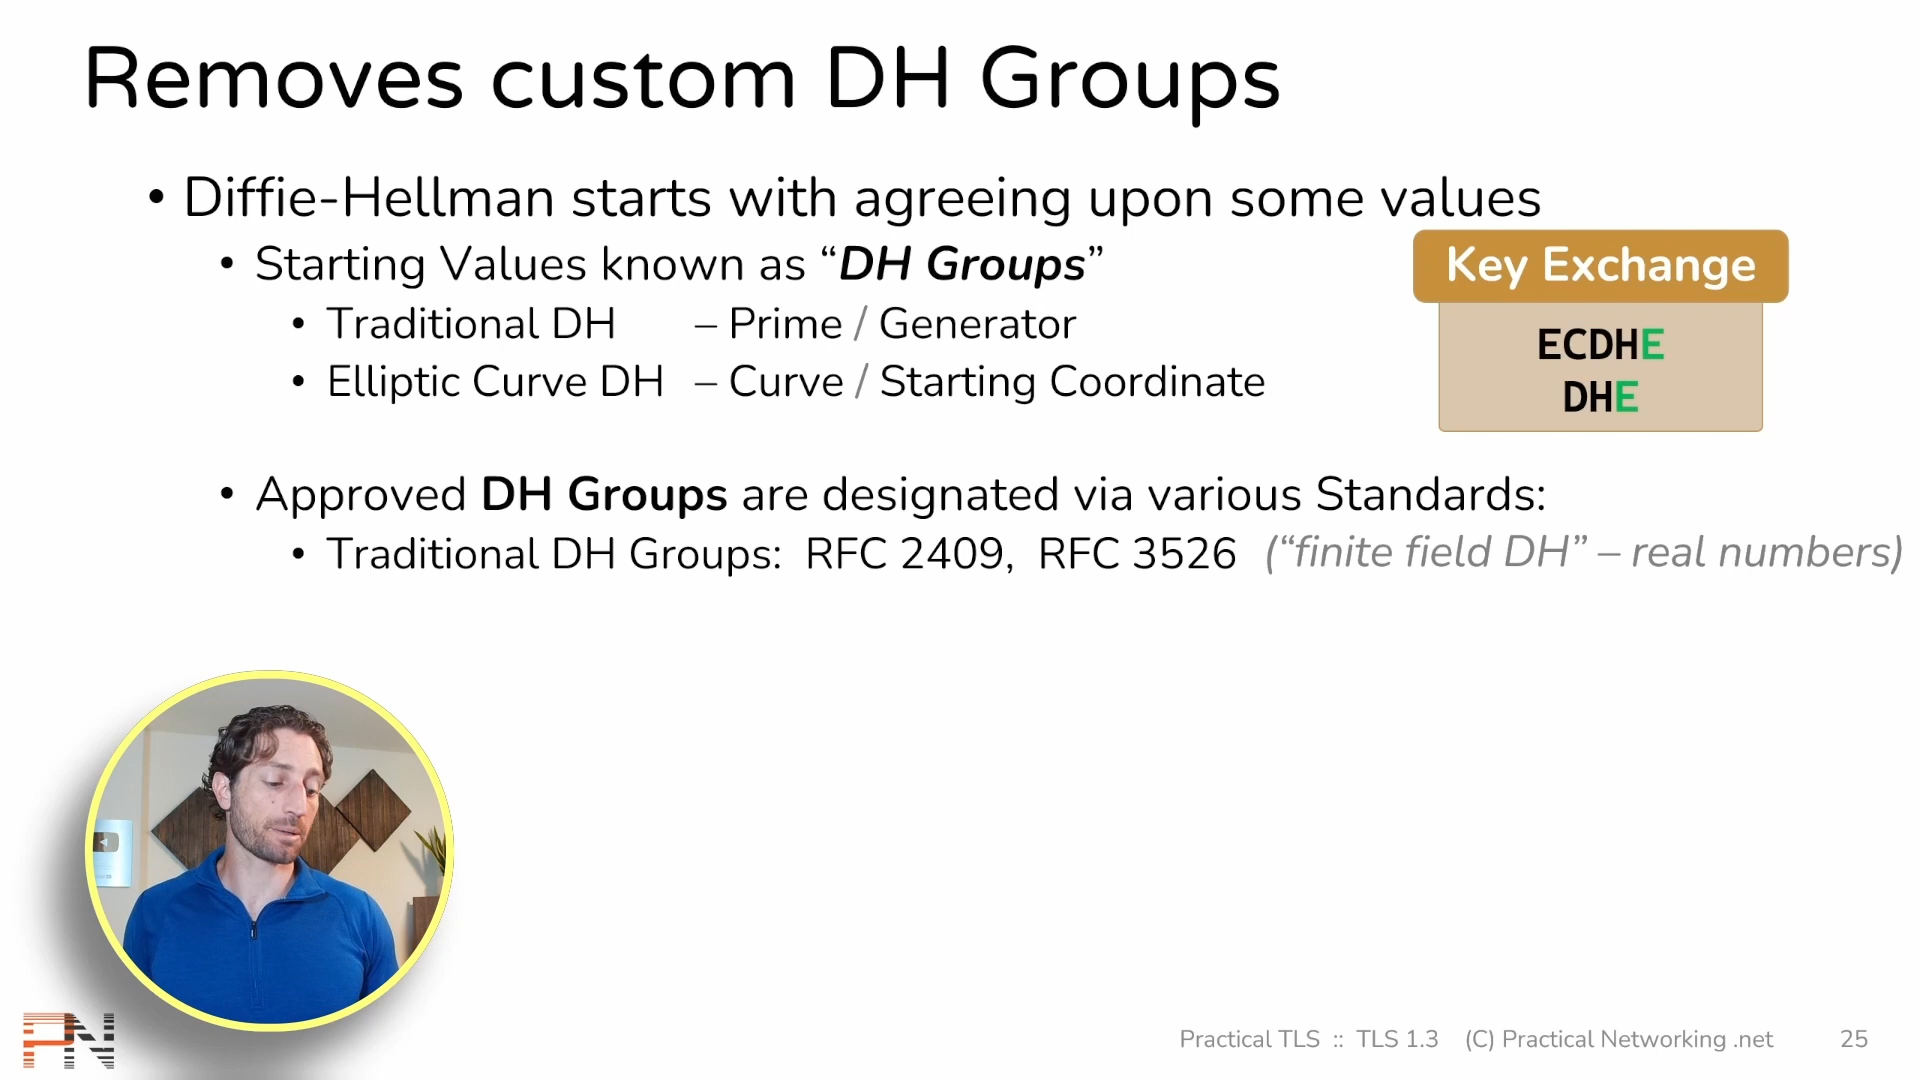 Removes custom DH Groups
• Diffie-Hellman starts with agreeing upon some values
• Starting Values known as “DH Groups”
• Traditional DH – Prime / Generator
• Elliptic Curve DH – Curve / Starting Coordinate
Key Exchange
ECDHE
DHE
• Approved DH Groups are designated via various Standards:
• Traditional DH Groups: RFC 2409, RFC 3526 (“finite field DH” – real numbers)
PN
Practical TLS :: TLS 1.3 (C) Practical Networking .net 25